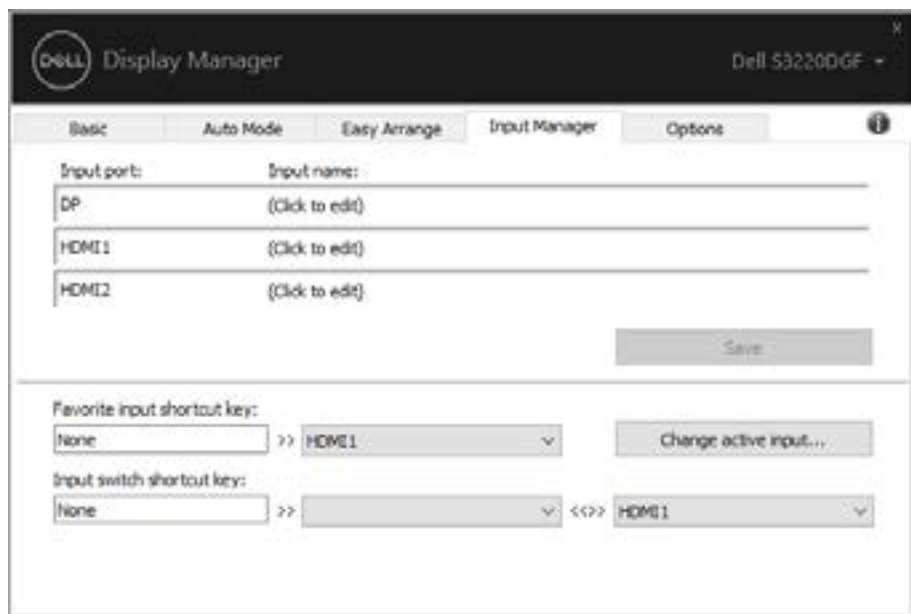 X
DELL Display Manager Dell S3220DGF
Basic Auto Mode Easy Arrange Input Manager Options i
Input port: Input name:
DP (Click to edit)
HDMI1 (Click to edit)
HDMI2 (Click to edit)
Save
Favorite input shortcut key:
None >> HDMI1 Change active input...
Input switch shortcut key:
None >> <<>> HDMI1